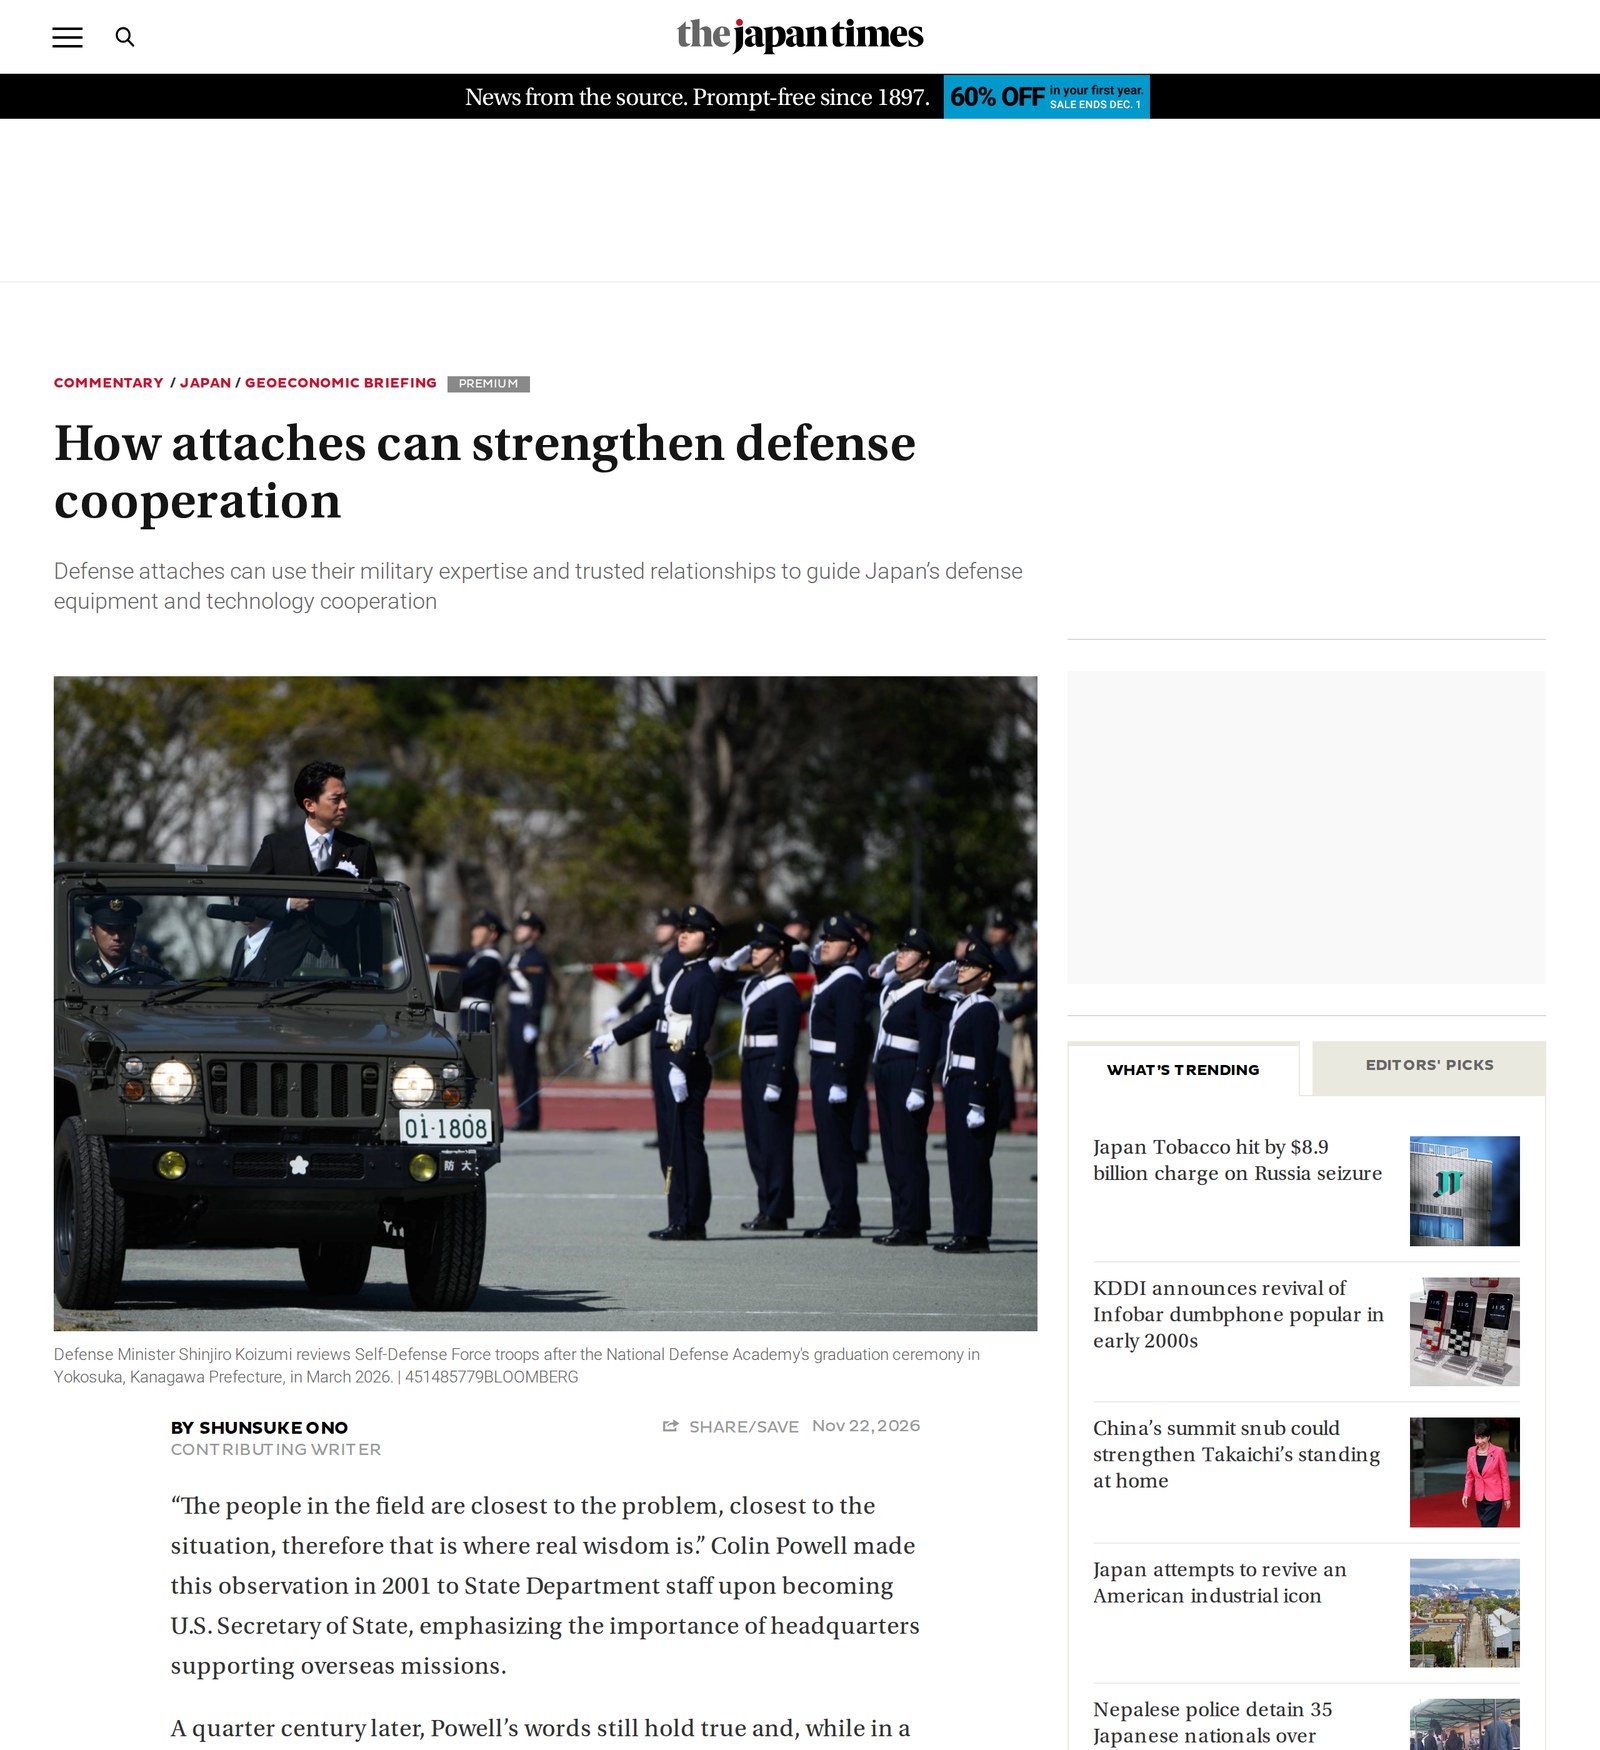 the japan times
News from the source. Prompt-free since 1897.
60% OFF in your first year.
SALE ENDS DEC. 1
COMMENTARY / JAPAN / GEOECONOMIC BRIEFING PREMIUM
How attaches can strengthen defense
cooperation
Defense attaches can use their military expertise and trusted relationships to guide Japan’s defense
equipment and technology cooperation
01-1808
防 大
Defense Minister Shinjiro Koizumi reviews Self-Defense Force troops after the National Defense Academy's graduation ceremony in
Yokosuka, Kanagawa Prefecture, in March 2026. | 451485779BLOOMBERG
BY SHUNSUKE ONO
CONTRIBUTING WRITER
SHARE/SAVE Nov 22, 2026
“The people in the field are closest to the problem, closest to the
situation, therefore that is where real wisdom is.” Colin Powell made
this observation in 2001 to State Department staff upon becoming
U.S. Secretary of State, emphasizing the importance of headquarters
supporting overseas missions.
A quarter century later, Powell’s words still hold true and, while in a
WHAT’S TRENDING
EDITORS' PICKS
Japan Tobacco hit by $8.9
billion charge on Russia seizure
JT
KDDI announces revival of
Infobar dumbphone popular in
early 2000s
China’s summit snub could
strengthen Takaichi’s standing
at home
Japan attempts to revive an
American industrial icon
Nepalese police detain 35
Japanese nationals over